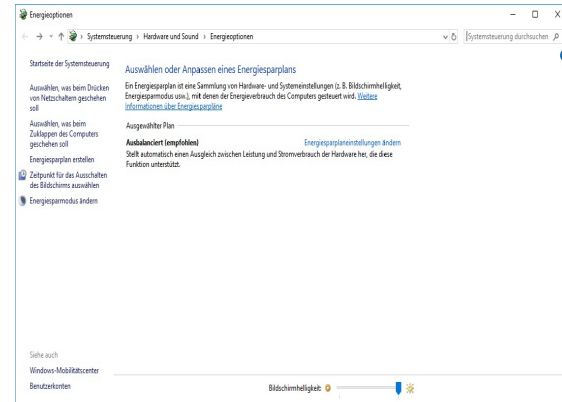 Energieoptionen
Systemsteuerung › Hardware und Sound › Energieoptionen
Systemsteuerung durchsuchen
Startseite der Systemsteuerung
Auswählen, was beim Drücken
von Netzschaltern geschehen
soll
Auswählen, was beim
Zuklappen des Computers
geschehen soll
Energiesparplan erstellen
Zeitpunkt für das Ausschalten
des Bildschirms auswählen
Energiesparmodus ändern
Auswählen oder Anpassen eines Energiesparplans
Ein Energiesparplan ist eine Sammlung von Hardware- und Systemeinstellungen (z. B. Bildschirmhelligkeit,
Energiesparmodus usw.), mit denen der Energieverbrauch des Computers gesteuert wird. Weitere
Informationen über Energiesparpläne
Ausgewählter Plan
Ausbalanciert (empfohlen) Energiesparplaneinstellungen ändern
Stellt automatisch einen Ausgleich zwischen Leistung und Stromverbrauch der Hardware her, die diese
Funktion unterstützt.
Siehe auch
Windows-Mobilitätscenter
Benutzerkonten
Bildschirmhelligkeit: